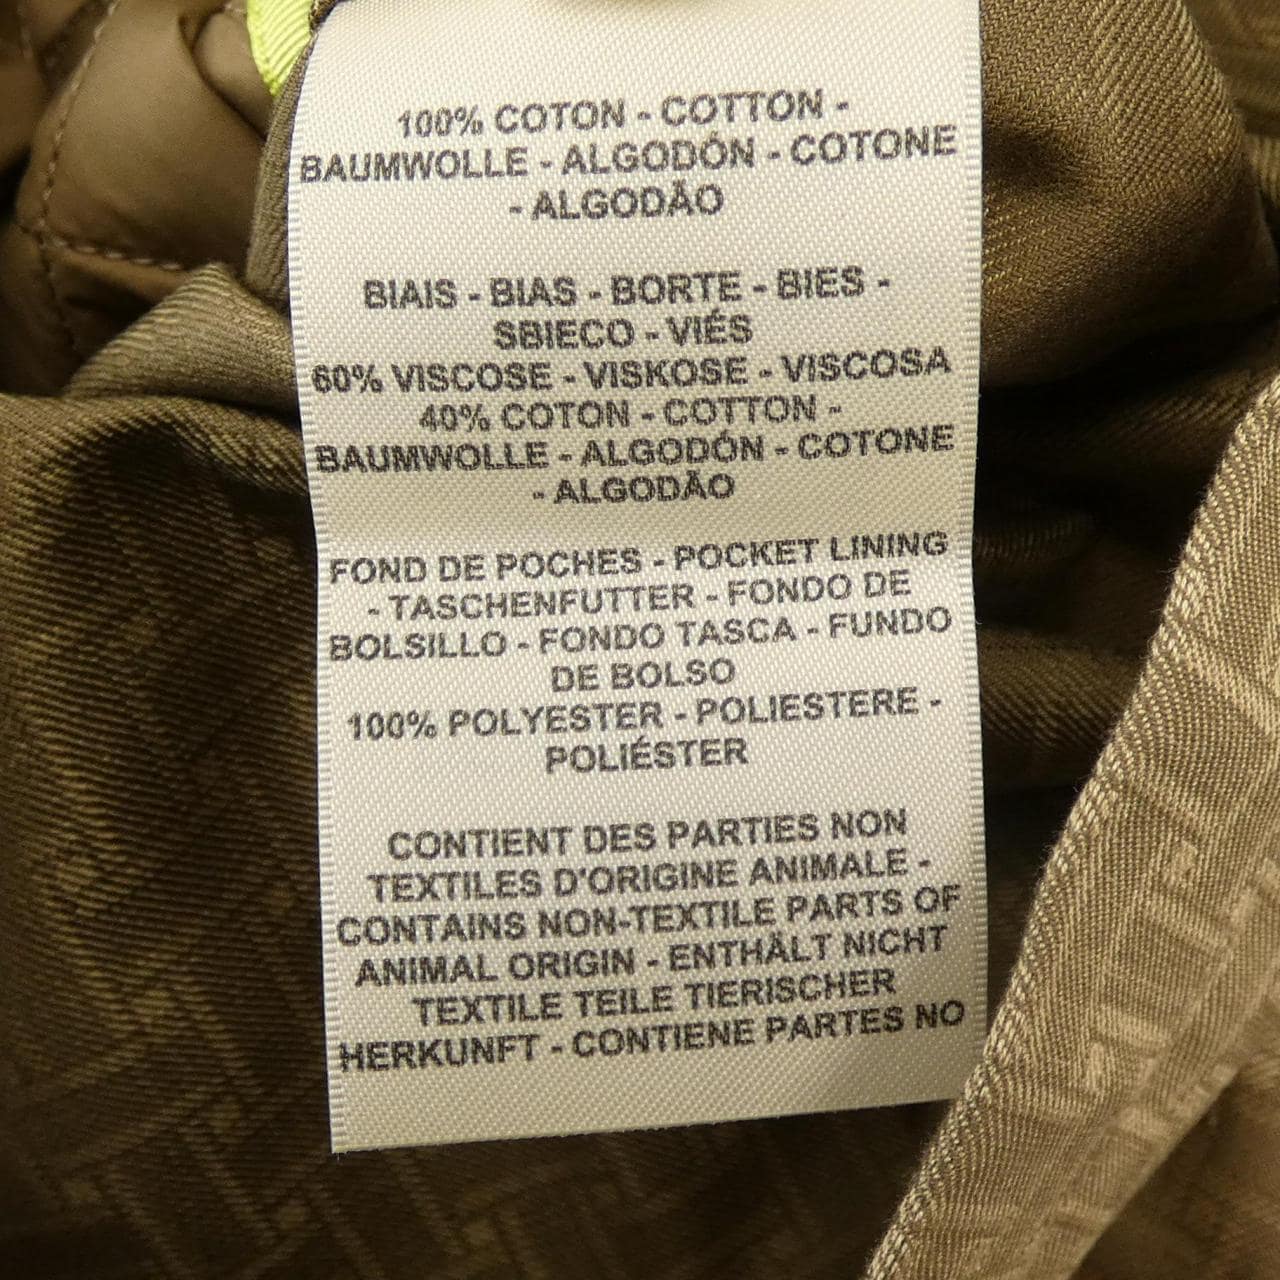 100% COTON - COTTON -
BAUMWOLLE - ALGODÓN - COTONE
- ALGODÃO
BIAIS - BIAS - BORTE - BIES -
SBIECO - VIÉS
60% VISCOSE - VISKOSE - VISCOSA
40% COTON - COTTON -
BAUMWOLLE - ALGODÓN - COTONE
- ALGODÃO
FOND DE POCHES - POCKET LINING
- TASCHENFUTTER - FONDO DE
BOLSILLO - FONDO TASCA - FUNDO
DE BOLSO
100% POLYESTER - POLIESTERE -
POLIÉSTER
CONTIENT DES PARTIES NON
TEXTILES D'ORIGINE ANIMALE -
CONTAINS NON-TEXTILE PARTS OF
ANIMAL ORIGIN - ENTHÄLT NICHT
TEXTILE TEILE TIERISCHER
HERKUNFT - CONTIENE PARTES NO